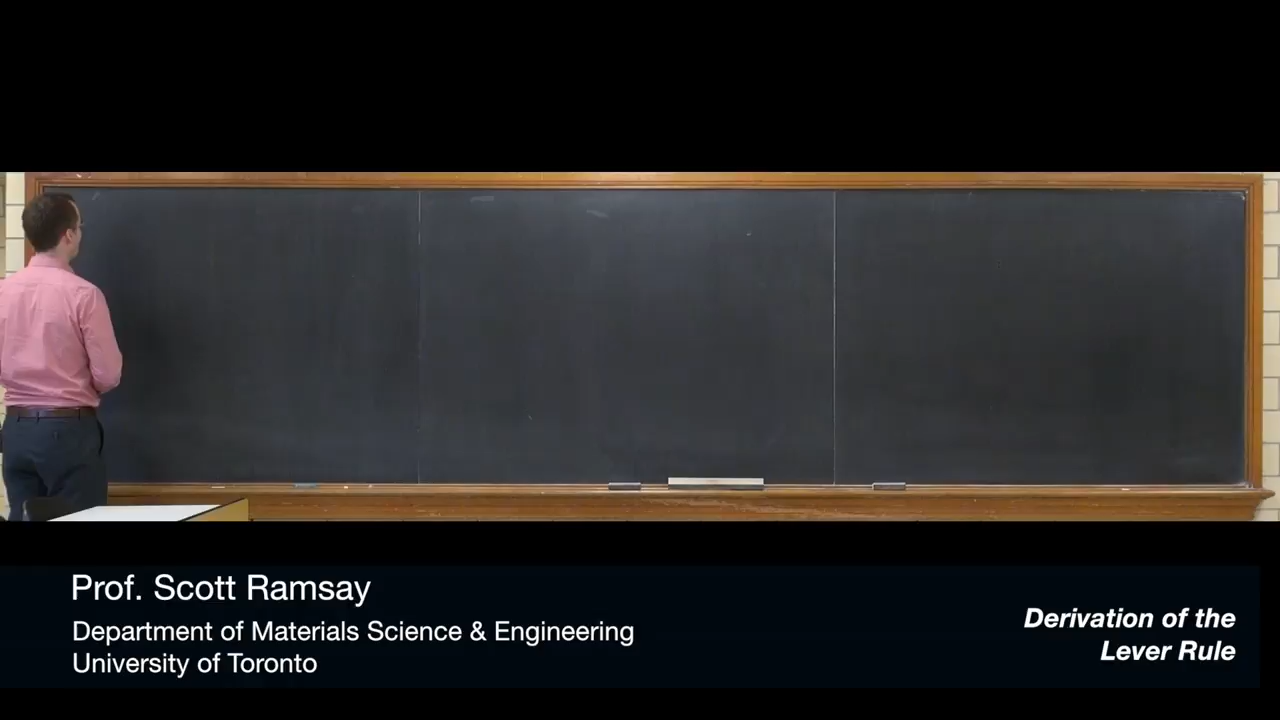 Prof. Scott Ramsay
Department of Materials Science & Engineering
University of Toronto
Derivation of the
Lever Rule